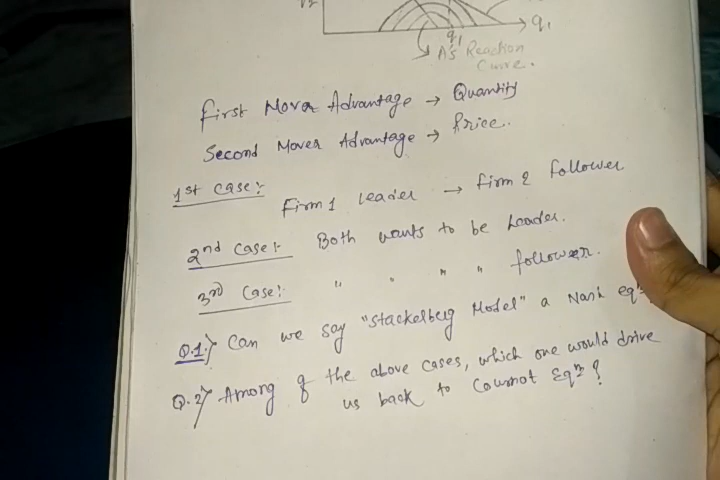 q₁
q₁
A's Reaction
Curve.
First Mover Advantage → Quantity
Second Mover Advantage → Price..
1st case:-
Firm 1 leader → firm 2 follower.
2nd case:- Both wants to be Leader.
3rd Case:- " " " " follower.
Q.1.) Can we say "Stackelberg Model" a Nash eqⁿ
Q.2) Among of the above cases, which one would drive
us back to Cournot Eqⁿ?